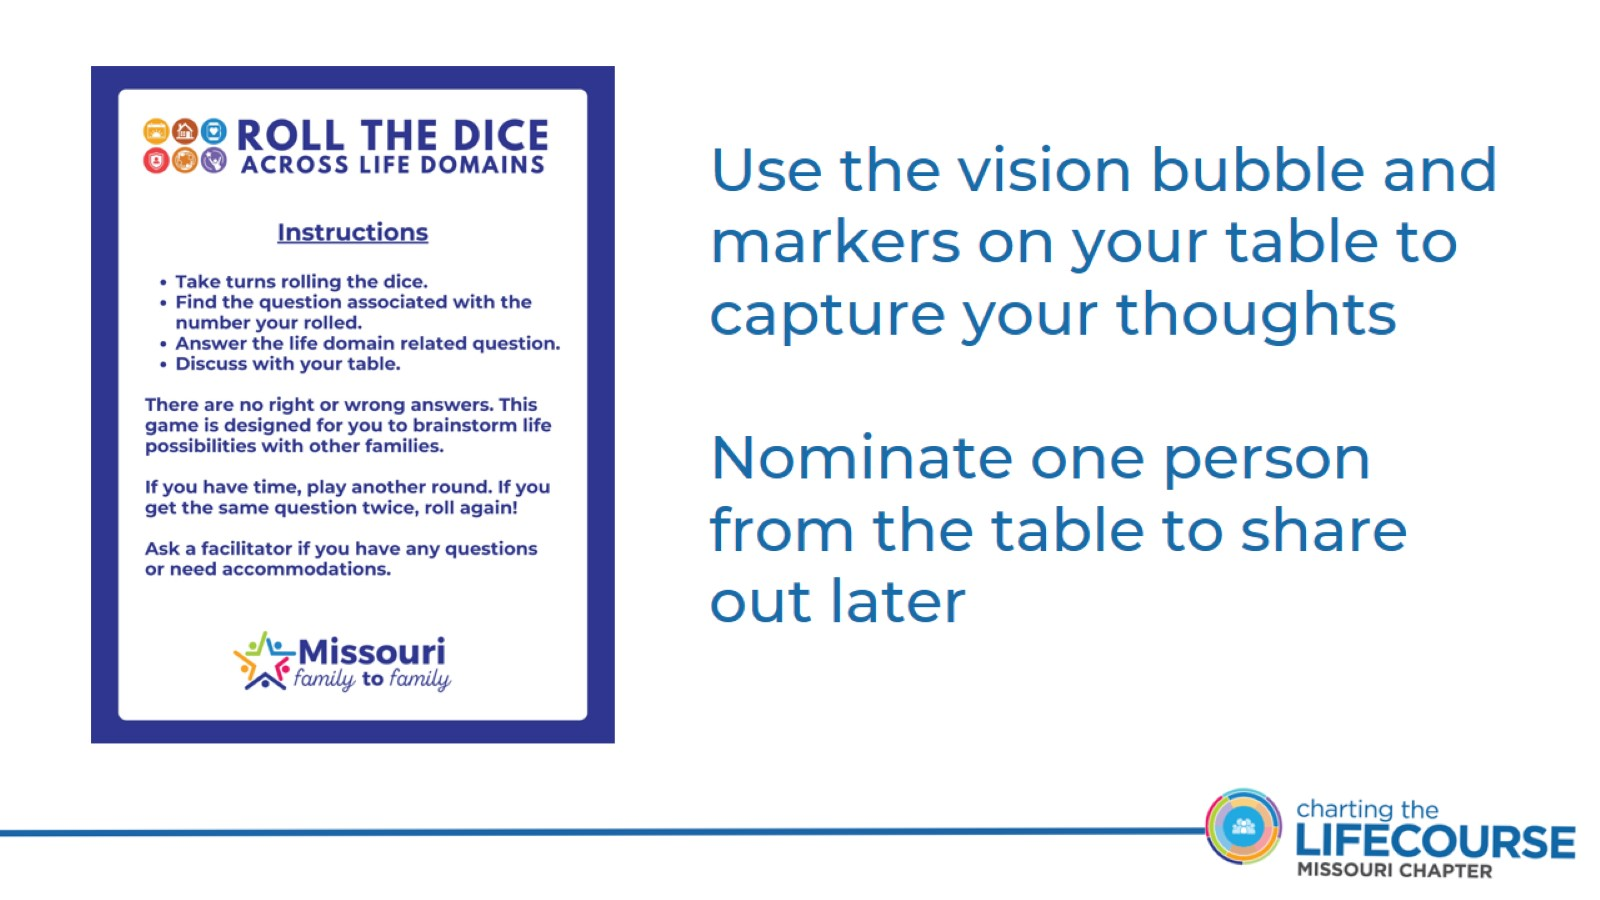 ROLL THE DICE
ACROSS LIFE DOMAINS
Instructions
• Take turns rolling the dice.
• Find the question associated with the
number your rolled.
• Answer the life domain related question.
• Discuss with your table.
There are no right or wrong answers. This
game is designed for you to brainstorm life
possibilities with other families.
If you have time, play another round. If you
get the same question twice, roll again!
Ask a facilitator if you have any questions
or need accommodations.
Missouri
family to family
Use the vision bubble and
markers on your table to
capture your thoughts
Nominate one person
from the table to share
out later
charting the
LIFECOURSE
MISSOURI CHAPTER